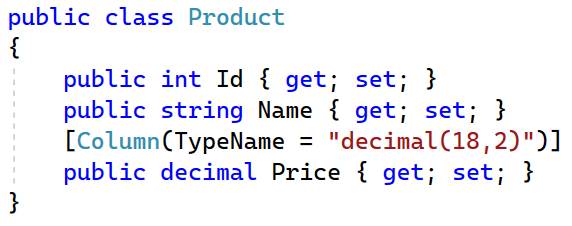 public class Product
{
    public int Id { get; set; }
    public string Name { get; set; }
    [Column(TypeName = "decimal(18,2)")]
    public decimal Price { get; set; }
}